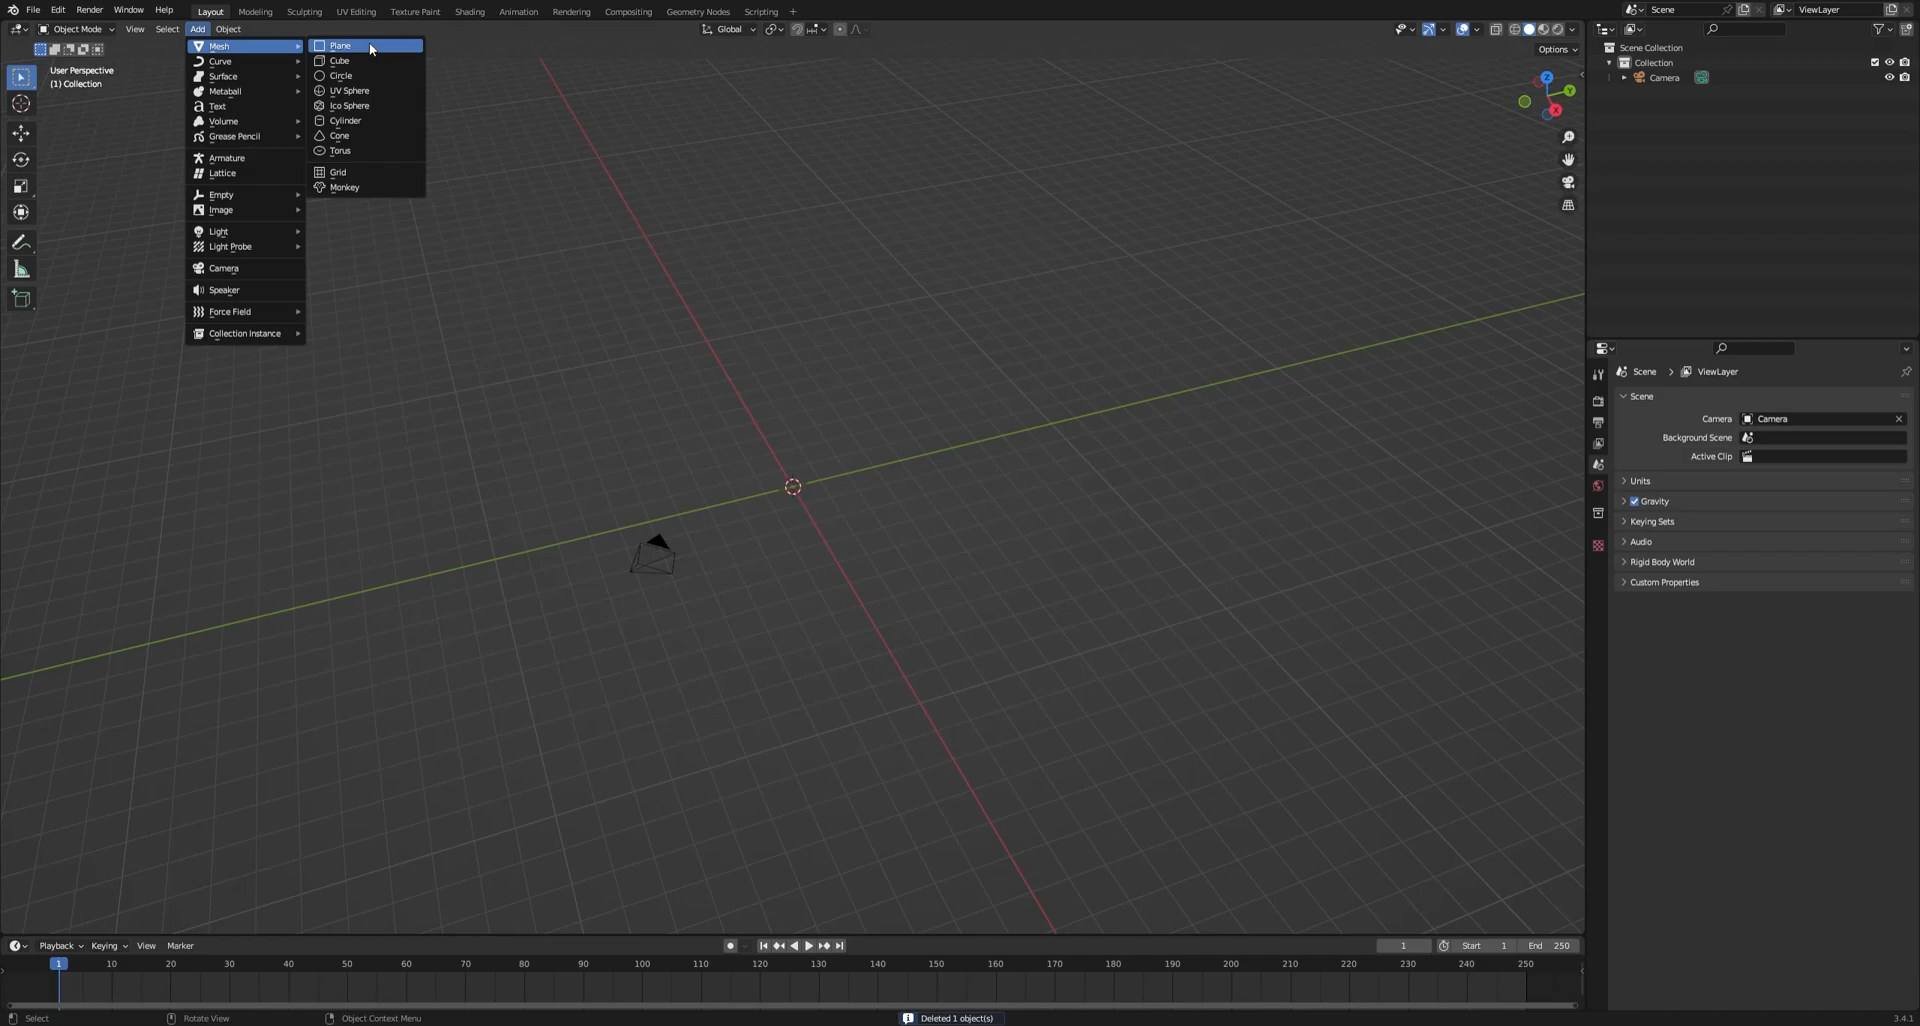 File Edit Render Window Help Layout Modeling Sculpting UV Editing Texture Paint Shading Animation Rendering Compositing Geometry Nodes Scripting + Scene ViewLayer
Object Mode View Select Add Object Global
Options
User Perspective
(1) Collection
Mesh
Curve
Surface
Metaball
Text
Volume
Grease Pencil
Armature
Lattice
Empty
Image
Light
Light Probe
Camera
Speaker
Force Field
Collection Instance
Plane
Cube
Circle
UV Sphere
Ico Sphere
Cylinder
Cone
Torus
Grid
Monkey
Z
Y
X
Scene Collection
Collection
Camera
Scene > ViewLayer
Scene
Camera Camera
Background Scene
Active Clip
Units
Gravity
Keying Sets
Audio
Rigid Body World
Custom Properties
Playback Keying View Marker 1 Start 1 End 250
1 10 20 30 40 50 60 70 80 90 100 110 120 130 140 150 160 170 180 190 200 210 220 230 240 250
Select Rotate View Object Context Menu Deleted 1 object(s) 3.4.1